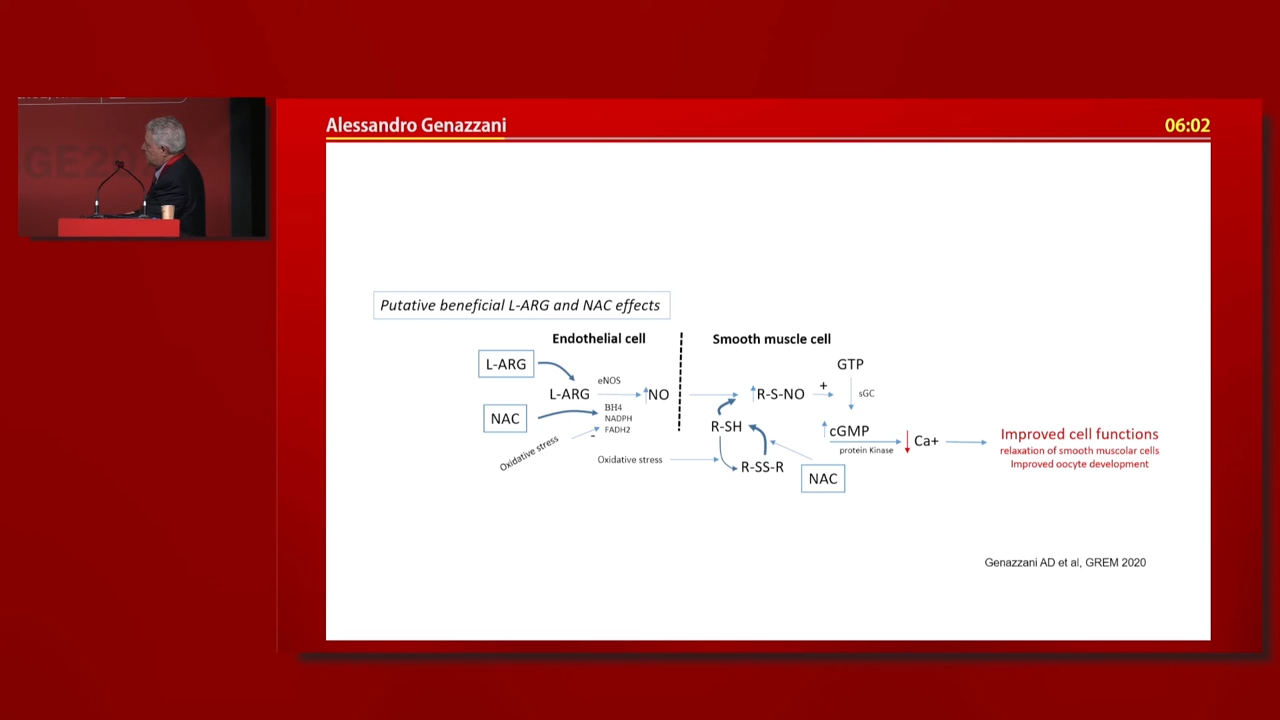 GE20
Alessandro Genazzani
06:02
Putative beneficial L-ARG and NAC effects
Endothelial cell
Smooth muscle cell
L-ARG
GTP
eNOS
L-ARG
NO
R-S-NO
+
sGC
NAC
BH4
NADPH
FADH2
-
Oxidative stress
R-SH
cGMP
protein Kinase
Ca+
Improved cell functions
relaxation of smooth muscolar cells
Improved oocyte development
Oxidative stress
R-SS-R
NAC
Genazzani AD et al, GREM 2020